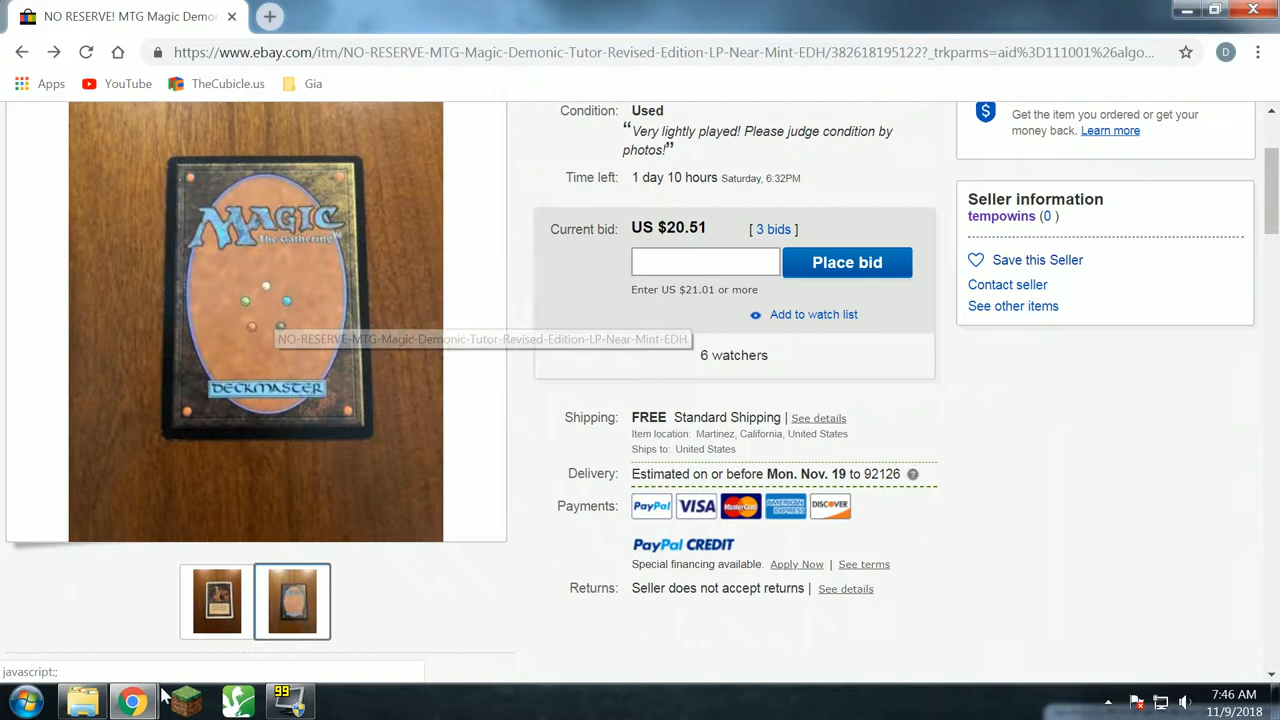 NO RESERVE! MTG Magic Demon
https://www.ebay.com/itm/NO-RESERVE-MTG-Magic-Demonic-Tutor-Revised-Edition-LP-Near-Mint-EDH/382618195122?_trkparms=aid%3D111001%26algo...
D
Apps
YouTube
TheCubicle.us
Gia
MAGIC
The Gathering
DECKMASTER
NO-RESERVE-MTG-Magic-Demonic-Tutor-Revised-Edition-LP-Near-Mint-EDH
Condition: Used
“Very lightly played! Please judge condition by
photos!”
Time left: 1 day 10 hours Saturday, 6:32PM
Current bid: US $20.51 [ 3 bids ]
Place bid
Enter US $21.01 or more
Add to watch list
6 watchers
Shipping: FREE Standard Shipping | See details
Item location: Martinez, California, United States
Ships to: United States
Delivery: Estimated on or before Mon. Nov. 19 to 92126 ?
Payments: PayPal VISA MasterCard AMERICAN EXPRESS DISCOVER
PayPal CREDIT
Special financing available. Apply Now | See terms
Returns: Seller does not accept returns | See details
$
Get the item you ordered or get your
money back. Learn more
Seller information
tempowins (0 )
Save this Seller
Contact seller
See other items
javascript:;
99
7:46 AM
11/9/2018